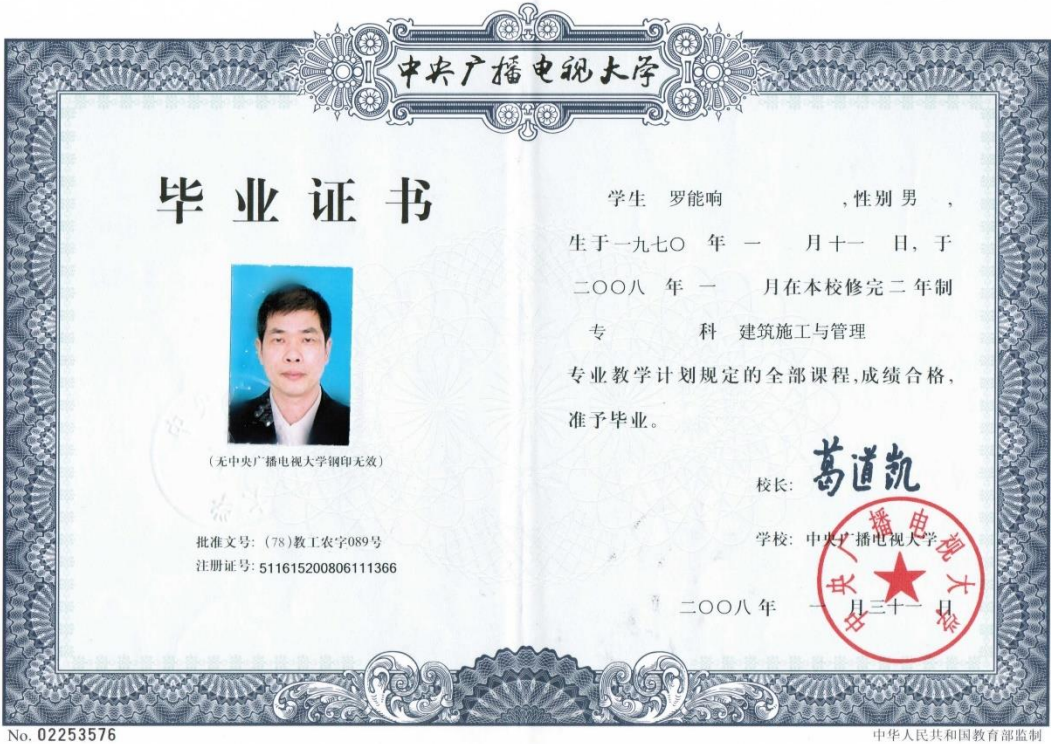 中央广播电视大学
毕业证书
(无中央广播电视大学钢印无效)
批准文号:(78)教工农字089号
注册证号: 511615200806111366
学生 罗能响 ,性别 男 ,
生于一九七〇 年 一 月十一 日, 于
二〇〇八 年 一 月在本校修完 二 年制
专 科 建筑施工与管理
专业教学计划规定的全部课程,成绩合格,
准予毕业。
校长: 葛道凯
学校: 中央广播电视大学
中央广播电视大学
二〇〇八 年 一 月三十一 日
No. 02253576
中华人民共和国教育部监制